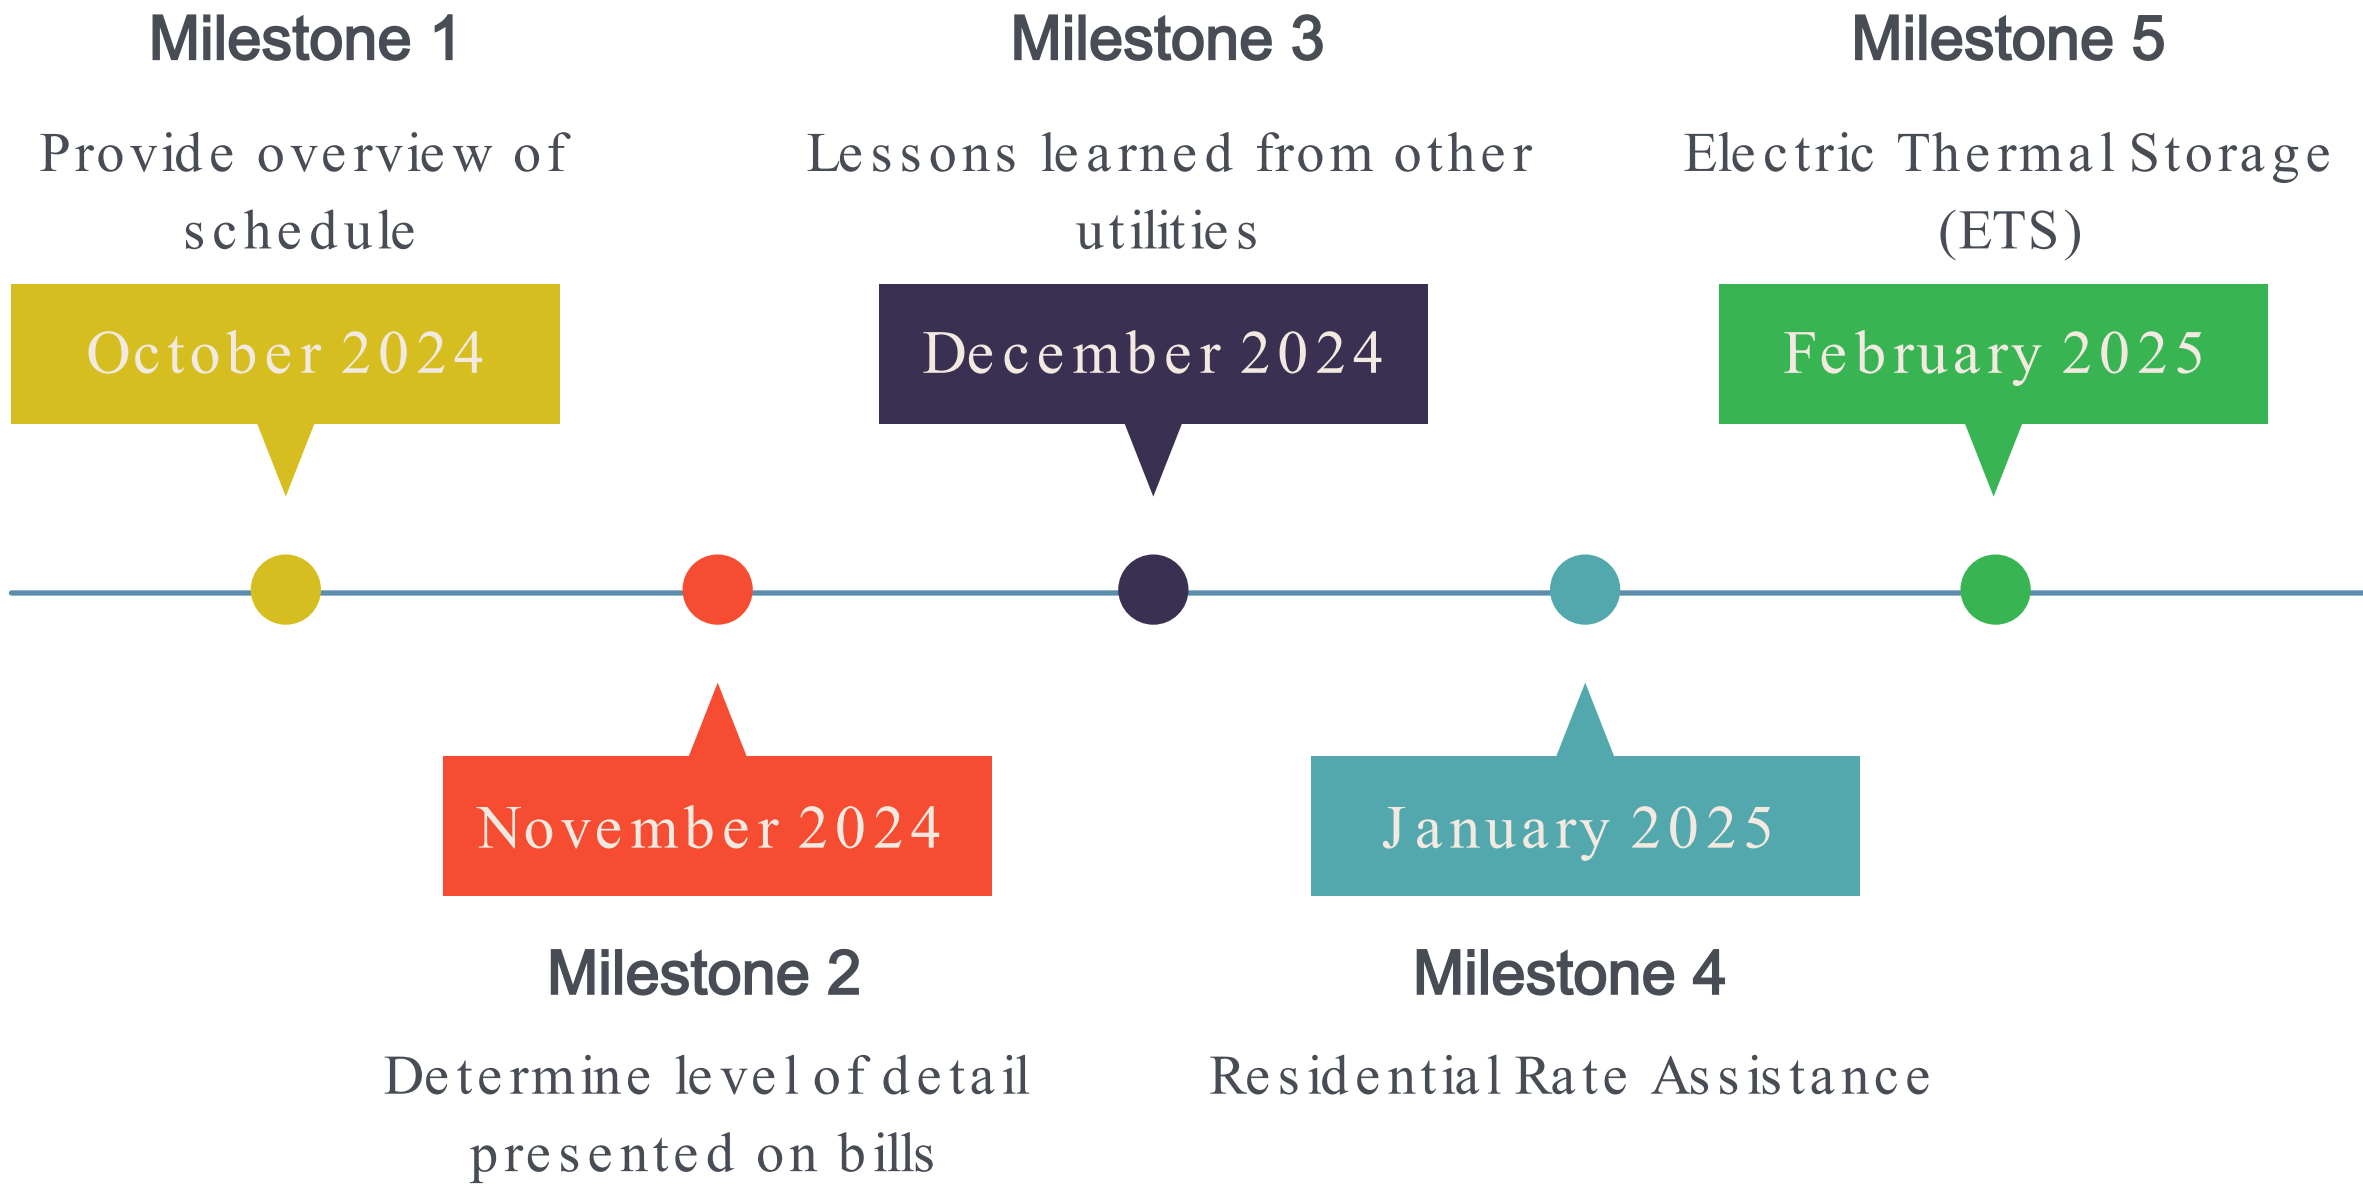 Milestone 1
Provide overview of
schedule
October 2024
Milestone 3
Lessons learned from other
utilities
December 2024
Milestone 5
Electric Thermal Storage
(ETS)
February 2025
November 2024
Milestone 2
Determine level of detail
presented on bills
January 2025
Milestone 4
Residential Rate Assistance